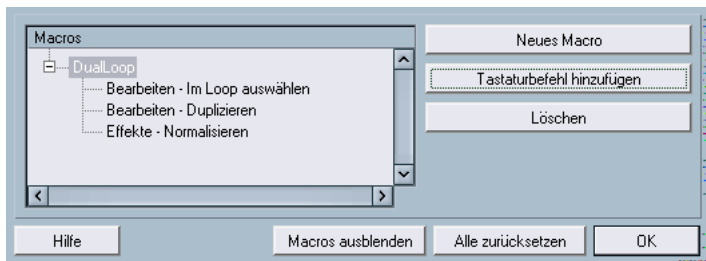 Macros
DualLoop
Bearbeiten - Im Loop auswählen
Bearbeiten - Duplizieren
Effekte - Normalisieren
Neues Macro
Tastaturbefehl hinzufügen
Löschen
Hilfe
Macros ausblenden
Alle zurücksetzen
OK